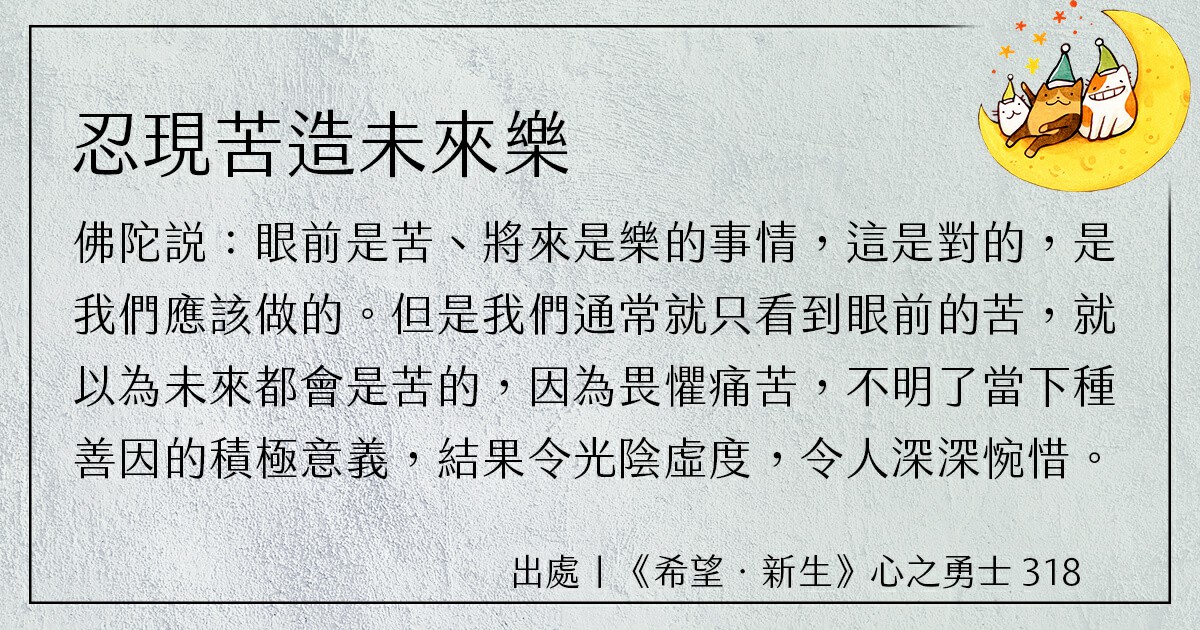 忍現苦造未來樂
佛陀説：眼前是苦、將來是樂的事情，這是對的，是
我們應該做的。但是我們通常就只看到眼前的苦，就
以為未來都會是苦的，因為畏懼痛苦，不明了當下種
善因的積極意義，結果令光陰虛度，令人深深惋惜。
出處丨《希望．新生》心之勇士 318